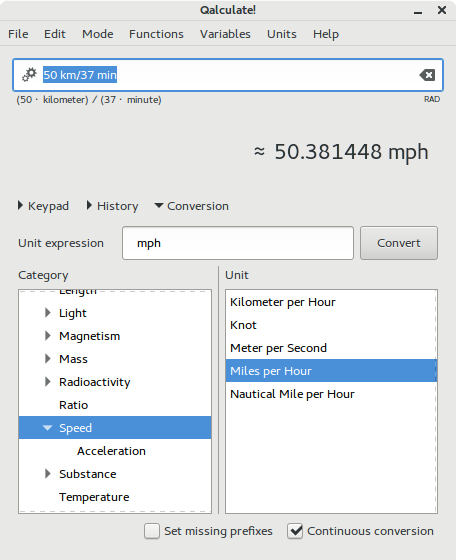 Qalculate!
File Edit Mode Functions Variables Units Help
50 km/37 min
(50 · kilometer) / (37 · minute) RAD
≈ 50.381448 mph
Keypad History Conversion
Unit expression mph Convert
Category Unit
Length
Light
Magnetism
Mass
Radioactivity
Ratio
Speed
Acceleration
Substance
Temperature
Kilometer per Hour
Knot
Meter per Second
Miles per Hour
Nautical Mile per Hour
Set missing prefixes Continuous conversion